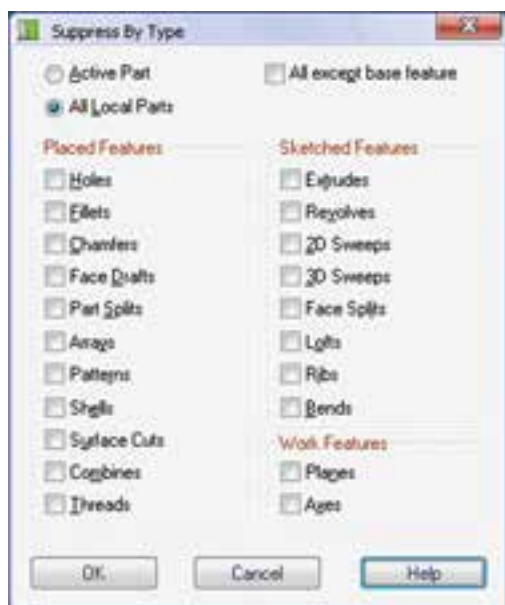 Suppress By Type
Active Part
All except base feature
All Local Parts
Placed Features
Holes
Fillets
Chamfers
Face Drafts
Part Splits
Arrays
Patterns
Shells
Surface Cuts
Combines
Threads
Sketched Features
Extrudes
Revolves
2D Sweeps
3D Sweeps
Face Splits
Lofts
Ribs
Bends
Work Features
Planes
Axes
OK
Cancel
Help